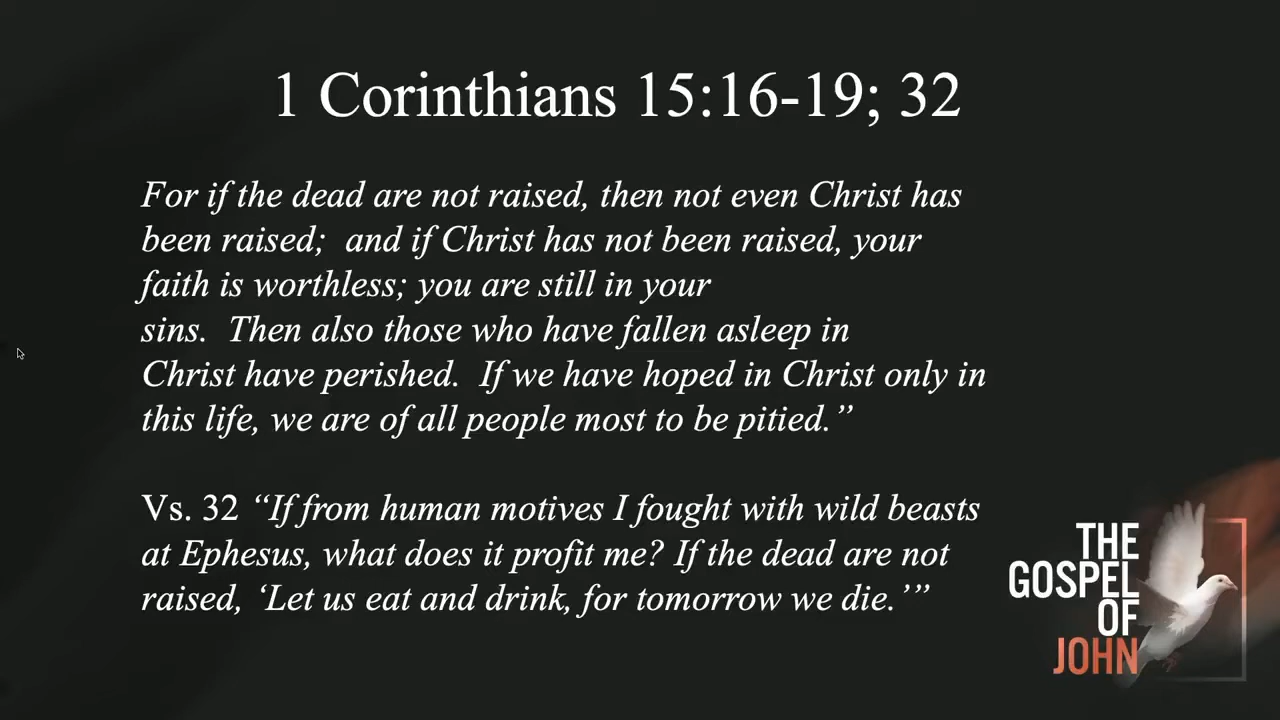 1 Corinthians 15:16-19; 32
For if the dead are not raised, then not even Christ has
been raised;  and if Christ has not been raised, your
faith is worthless; you are still in your
sins.  Then also those who have fallen asleep in
Christ have perished.  If we have hoped in Christ only in
this life, we are of all people most to be pitied.”
Vs. 32 “If from human motives I fought with wild beasts
at Ephesus, what does it profit me? If the dead are not
raised, ‘Let us eat and drink, for tomorrow we die.’”
THE
GOSPEL
OF
JOHN